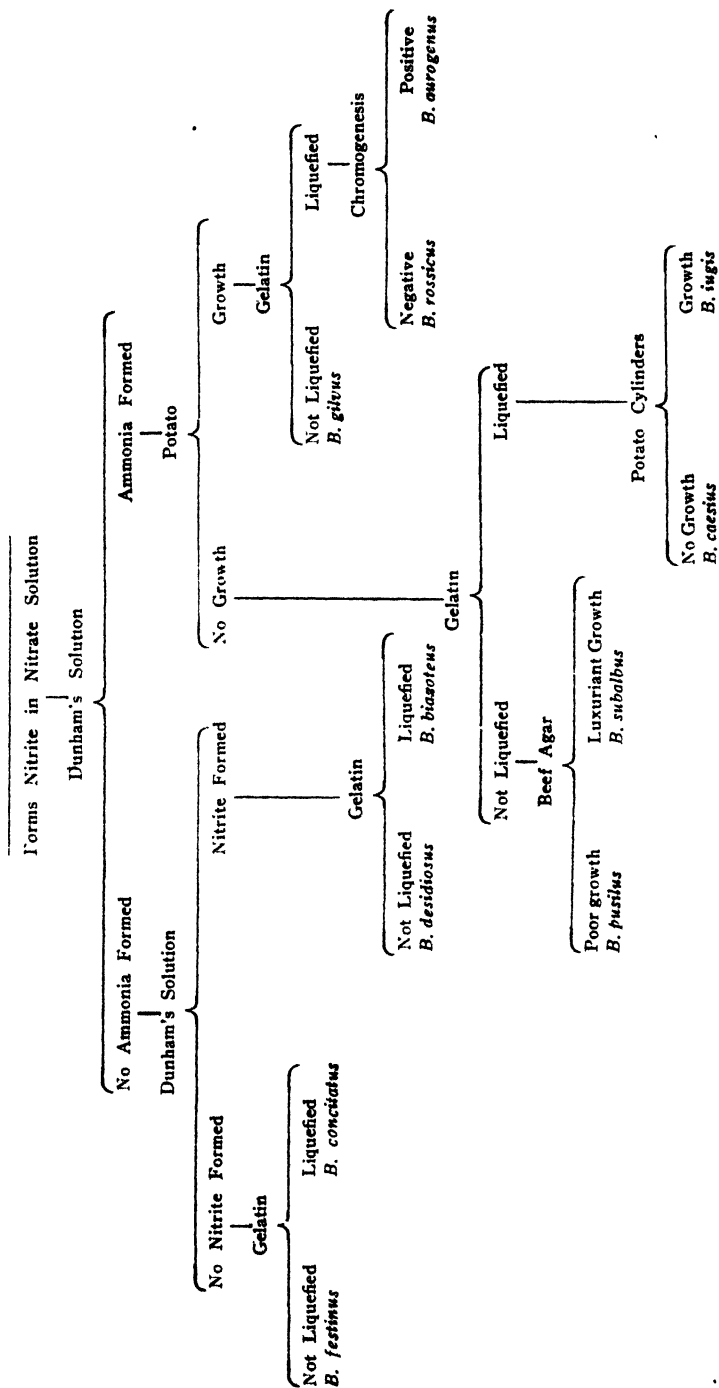 Forms Nitrite in Nitrate Solution
Dunham's Solution
No Ammonia Formed
Ammonia Formed
Dunham's Solution
Potato
No Nitrite Formed
Nitrite Formed
No Growth
Growth
Gelatin
Gelatin
Not Liquefied
Liquefied
B. festinus
B. concitatus
Not Liquefied
Liquefied
B. gilvus
Chromogenesis
Gelatin
Not Liquefied
Liquefied
B. desidiosus
B. biazoteus
Negative
Positive
B. rossicus
B. aurogenus
Gelatin
Not Liquefied
Liquefied
Beef Agar
Poor growth
Luxuriant Growth
B. pusilus
B. subalbus
Potato Cylinders
No Growth
Growth
B. caesius
B. iugis